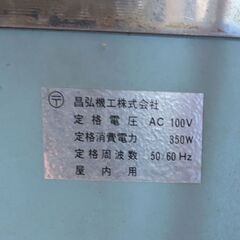 〒 昌弘機工株式会社
定格電圧 AC 100V
定格消費電力 350W
定格周波数 50/60 Hz
屋内用